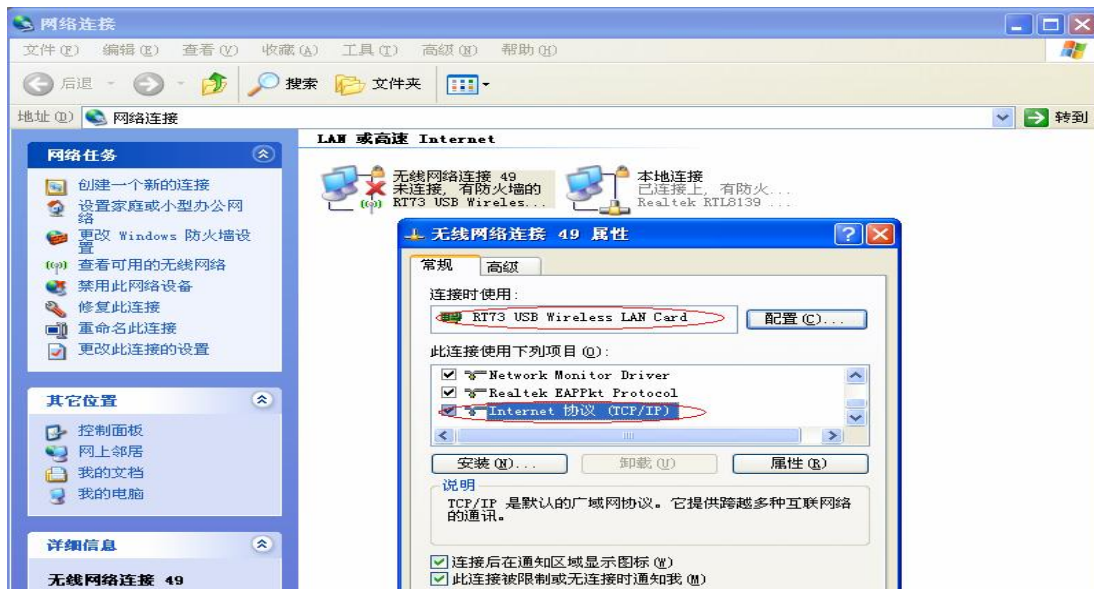 网络连接
文件(F) 编辑(E) 查看(V) 收藏(A) 工具(T) 高级(N) 帮助(H)
后退 搜索 文件夹
地址(D) 网络连接 转到
LAN 或高速 Internet
网络任务
创建一个新的连接
设置家庭或小型办公网
络
更改 Windows 防火墙设
置
查看可用的无线网络
禁用此网络设备
修复此连接
重命名此连接
更改此连接的设置
其它位置
控制面板
网上邻居
我的文档
我的电脑
详细信息
无线网络连接 49
无线网络连接 49
未连接, 有防火墙的
RT73 USB Wireles...
本地连接
已连接上, 有防火...
Realtek RTL8139 ...
无线网络连接 49 属性
常规 高级
连接时使用:
RT73 USB Wireless LAN Card 配置(C)...
此连接使用下列项目(O):
Network Monitor Driver
Realtek EAPPkt Protocol
Internet 协议 (TCP/IP)
安装(N)... 卸载(U) 属性(R)
说明
TCP/IP 是默认的广域网协议。它提供跨越多种互联网络
的通讯。
连接后在通知区域显示图标(W)
此连接被限制或无连接时通知我(M)